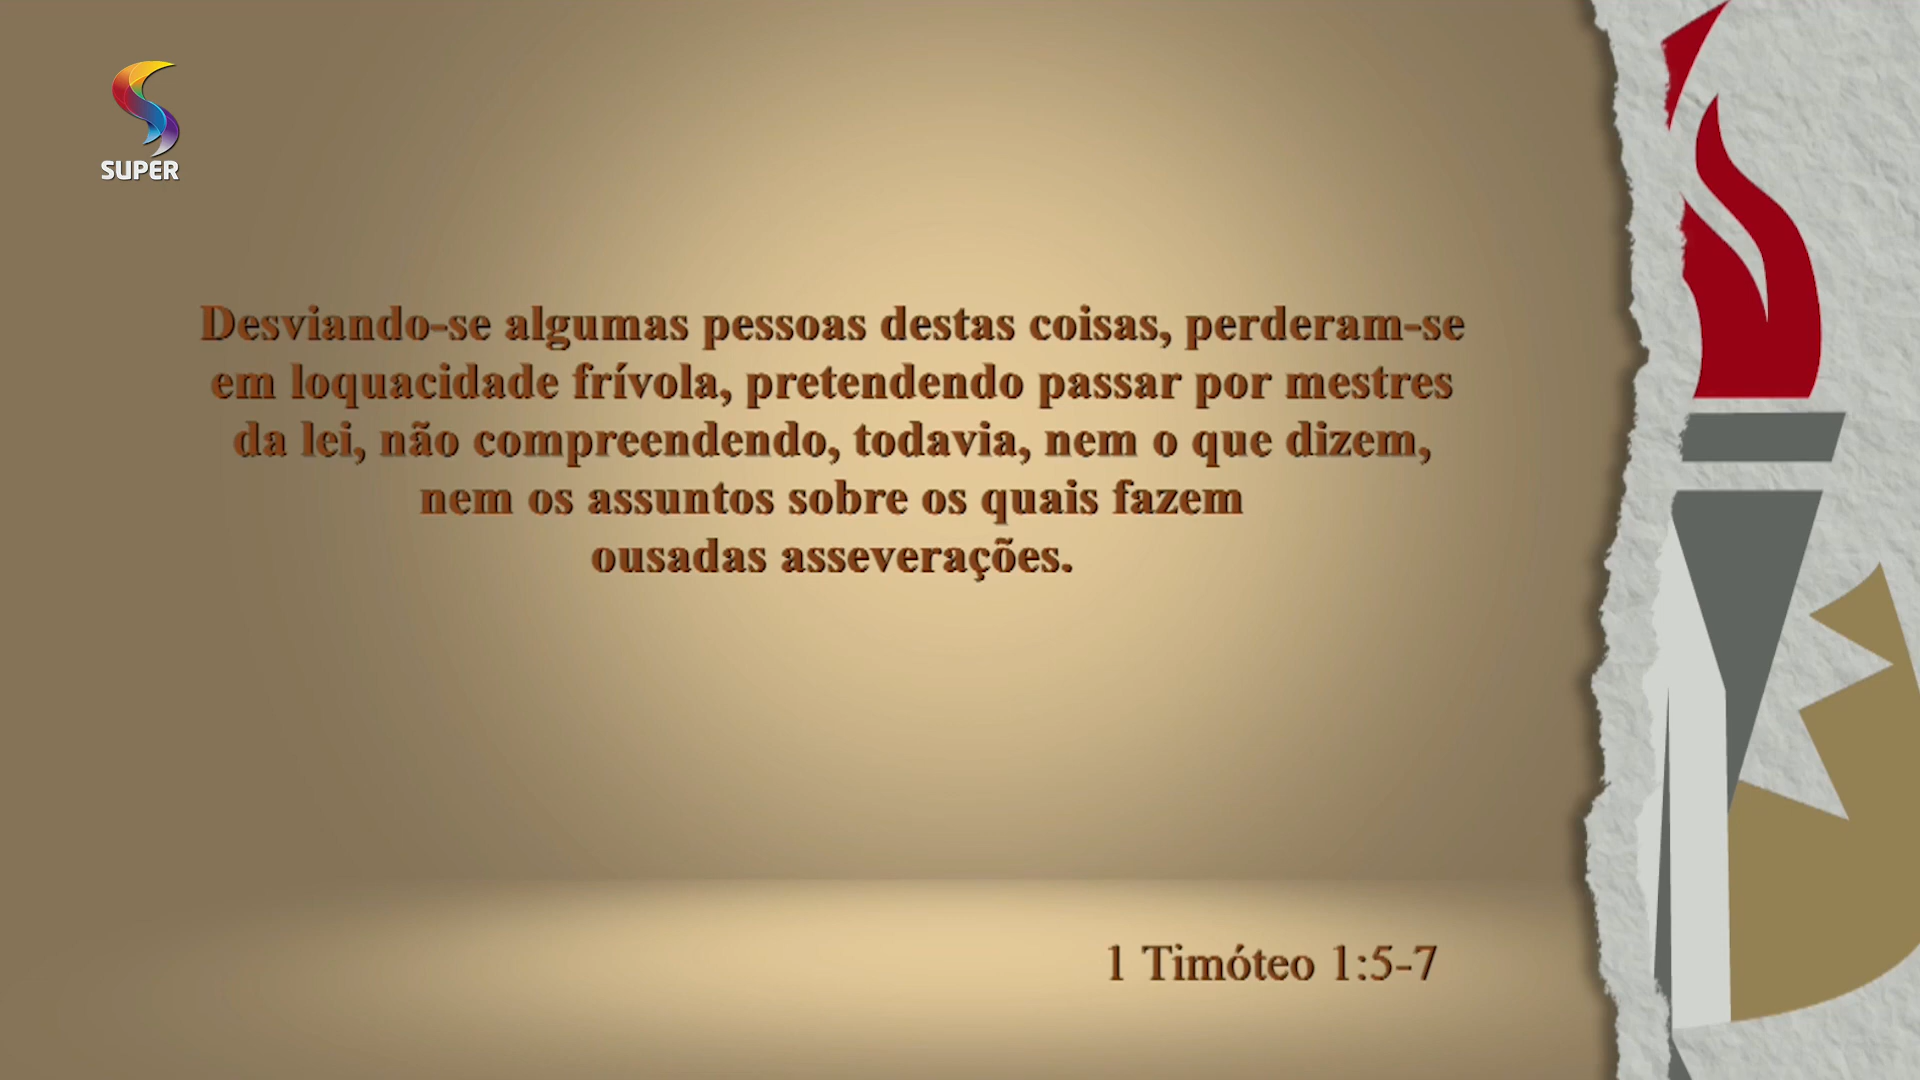 SUPER
Desviando-se algumas pessoas destas coisas, perderam-se
em loquacidade frívola, pretendendo passar por mestres
da lei, não compreendendo, todavia, nem o que dizem,
nem os assuntos sobre os quais fazem
ousadas asseverações.
1 Timóteo 1:5-7